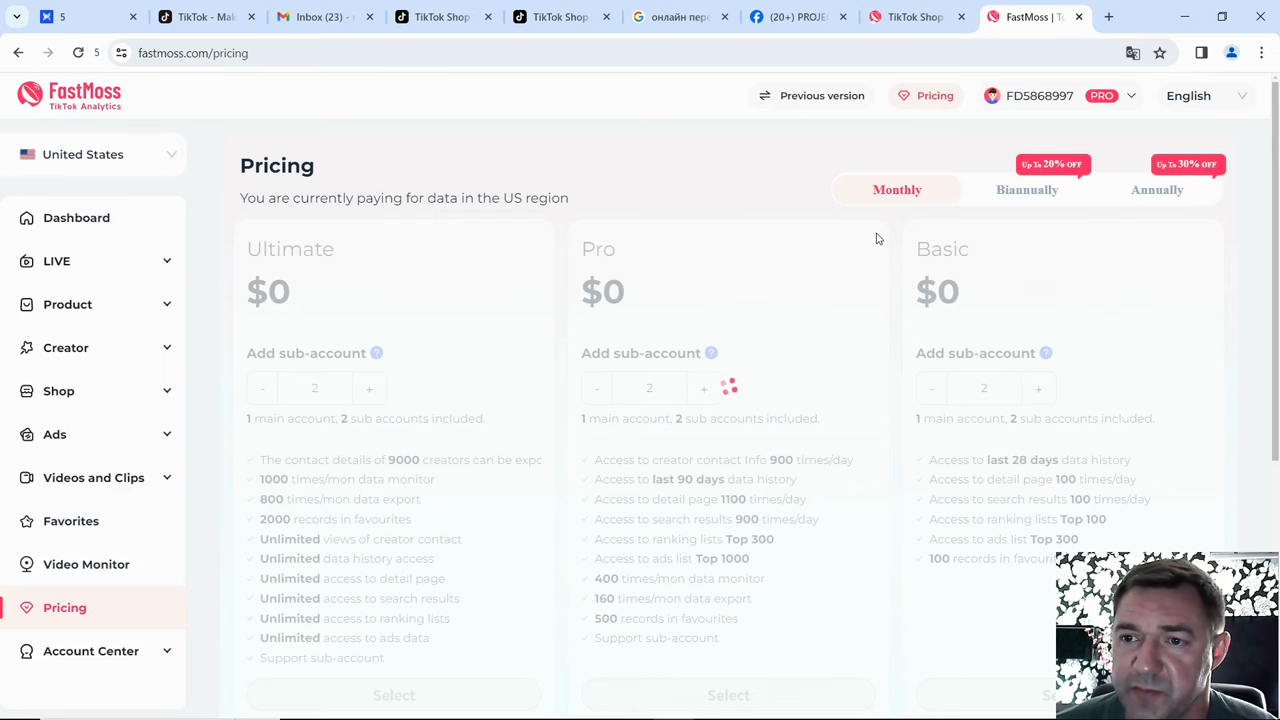 5
TikTok - Mak
Inbox (23) - r
TikTok Shop
TikTok Shop
онлайн пере
(20+) PROJE
TikTok Shop
FastMoss | To
5
fastmoss.com/pricing
FastMoss
TikTok Analytics
Previous version
Pricing
FD5868997
PRO
English
United States
Dashboard
LIVE
Product
Creator
Shop
Ads
Videos and Clips
Favorites
Video Monitor
Pricing
Account Center
Pricing
You are currently paying for data in the US region
Up To 20% OFF
Up To 30% OFF
Monthly
Biannually
Annually
Ultimate
$0
Add sub-account ?
- 2 +
1 main account, 2 sub accounts included.
The contact details of 9000 creators can be expo
1000 times/mon data monitor
800 times/mon data export
2000 records in favourites
Unlimited views of creator contact
Unlimited data history access
Unlimited access to detail page
Unlimited access to search results
Unlimited access to ranking lists
Unlimited access to ads data
Support sub-account
Select
Pro
$0
Add sub-account ?
- 2 +
1 main account, 2 sub accounts included.
Access to creator contact Info 900 times/day
Access to last 90 days data history
Access to detail page 1100 times/day
Access to search results 900 times/day
Access to ranking lists Top 300
Access to ads list Top 1000
400 times/mon data monitor
160 times/mon data export
500 records in favourites
Support sub-account
Select
Basic
$0
Add sub-account ?
- 2 +
1 main account, 2 sub accounts included.
Access to last 28 days data history
Access to detail page 100 times/day
Access to search results 100 times/day
Access to ranking lists Top 100
Access to ads list Top 300
100 records in favouri
Se